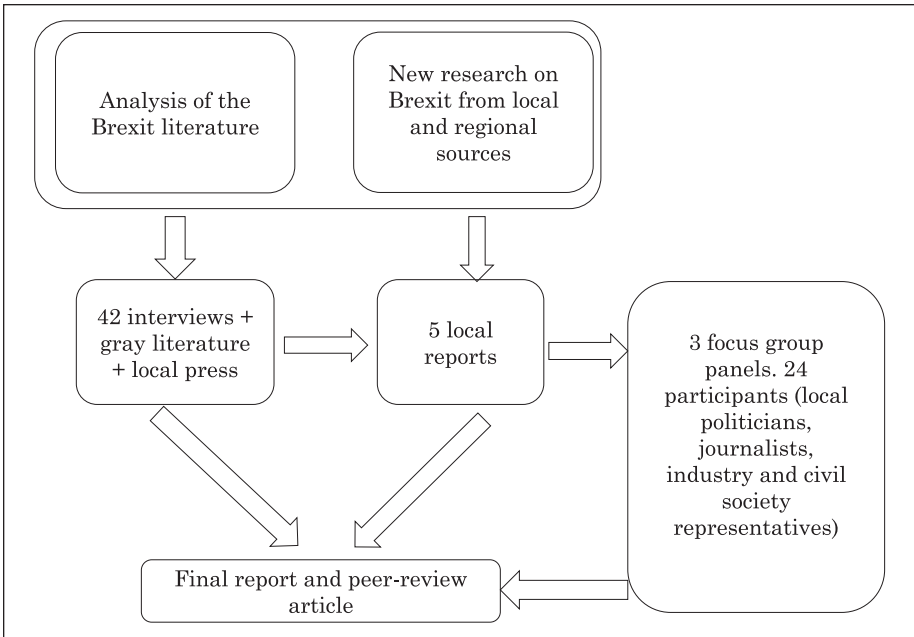 Analysis of the
Brexit literature
New research on
Brexit from local
and regional
sources
42 interviews +
gray literature
+ local press
5 local
reports
3 focus group
panels. 24
participants (local
politicians,
journalists,
industry and civil
society
representatives)
Final report and peer-review
article